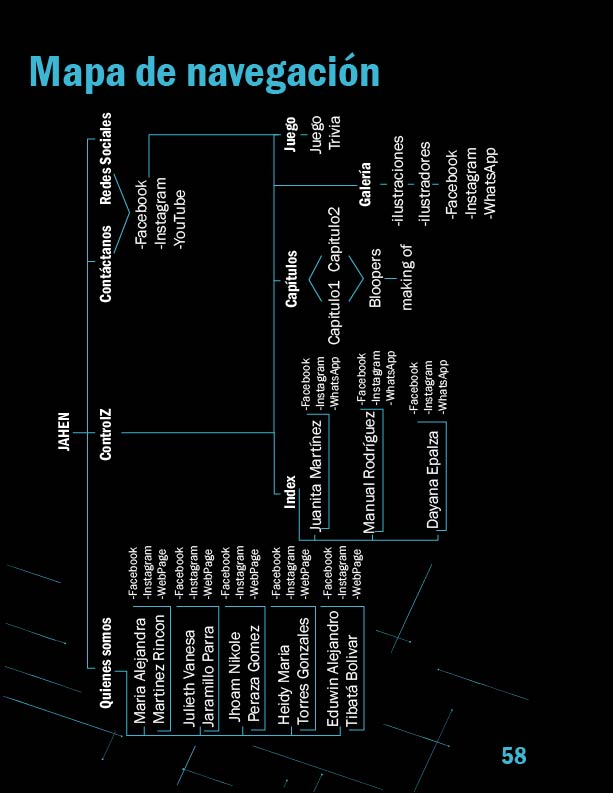 Mapa de navegación
JAHEN
Quienes somos
ControlZ
Contáctanos
Redes Sociales
Maria Alejandra
Martinez Rincon
-Facebook
-Instagram
-WebPage
Julieth Vanesa
Jaramillo Parra
-Facebook
-Instagram
-WebPage
Jhoam Nikole
Peraza Gomez
-Facebook
-Instagram
-WebPage
Heidy Maria
Torres Gonzales
-Facebook
-Instagram
-WebPage
Eduwin Alejandro
Tibatá Bolivar
-Facebook
-Instagram
-WebPage
-Facebook
-Instagram
-YouTube
Index
Juanita Martínez
-Facebook
-Instagram
-WhatsApp
Manual Rodríguez
-Facebook
-Instagram
-WhatsApp
Dayana Epalza
-Facebook
-Instagram
-WhatsApp
Capítulos
Capitulo1
Capitulo2
Bloopers
making of
Galería
-ilustraciones
-ilustradores
-Facebook
-Instagram
-WhatsApp
Juego
Juego
Trivia
58